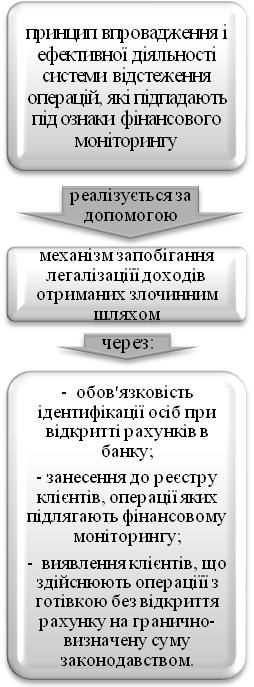 принцип впровадження і
ефективної діяльності
системи відстеження
операцій, які підпадають
під ознаки фінансового
моніторингу
реалізується за
допомогою
механізм запобігання
легалізаціїї доходів
отриманих злочинним
шляхом
через:
- обов'язковість
ідентифікації осіб при
відкритті рахунків в
банку;
- занесення до реєстру
клієнтів, операції яких
підлягають фінансовому
моніторингу;
- виявлення клієнтів, що
здійснюють операціїї з
готівкою без відкриття
рахунку на гранично-
визначену суму
законодавством.